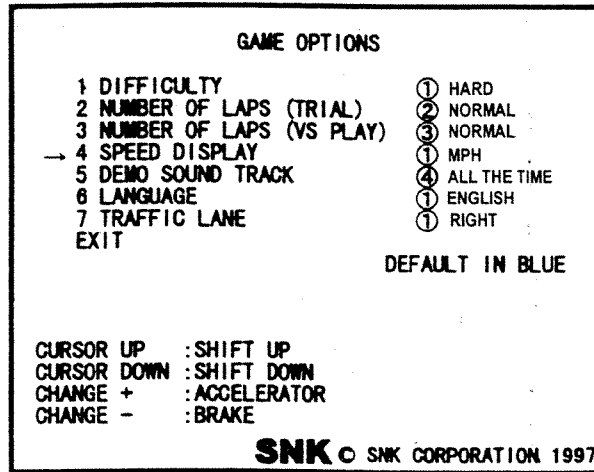 GAME OPTIONS
1 DIFFICULTY ① HARD
2 NUMBER OF LAPS (TRIAL) ② NORMAL
3 NUMBER OF LAPS (VS PLAY) ③ NORMAL
→ 4 SPEED DISPLAY ① MPH
5 DEMO SOUND TRACK ④ ALL THE TIME
6 LANGUAGE ① ENGLISH
7 TRAFFIC LANE ① RIGHT
EXIT
DEFAULT IN BLUE
CURSOR UP :SHIFT UP
CURSOR DOWN :SHIFT DOWN
CHANGE + :ACCELERATOR
CHANGE - :BRAKE
SNK © SNK CORPORATION 1997